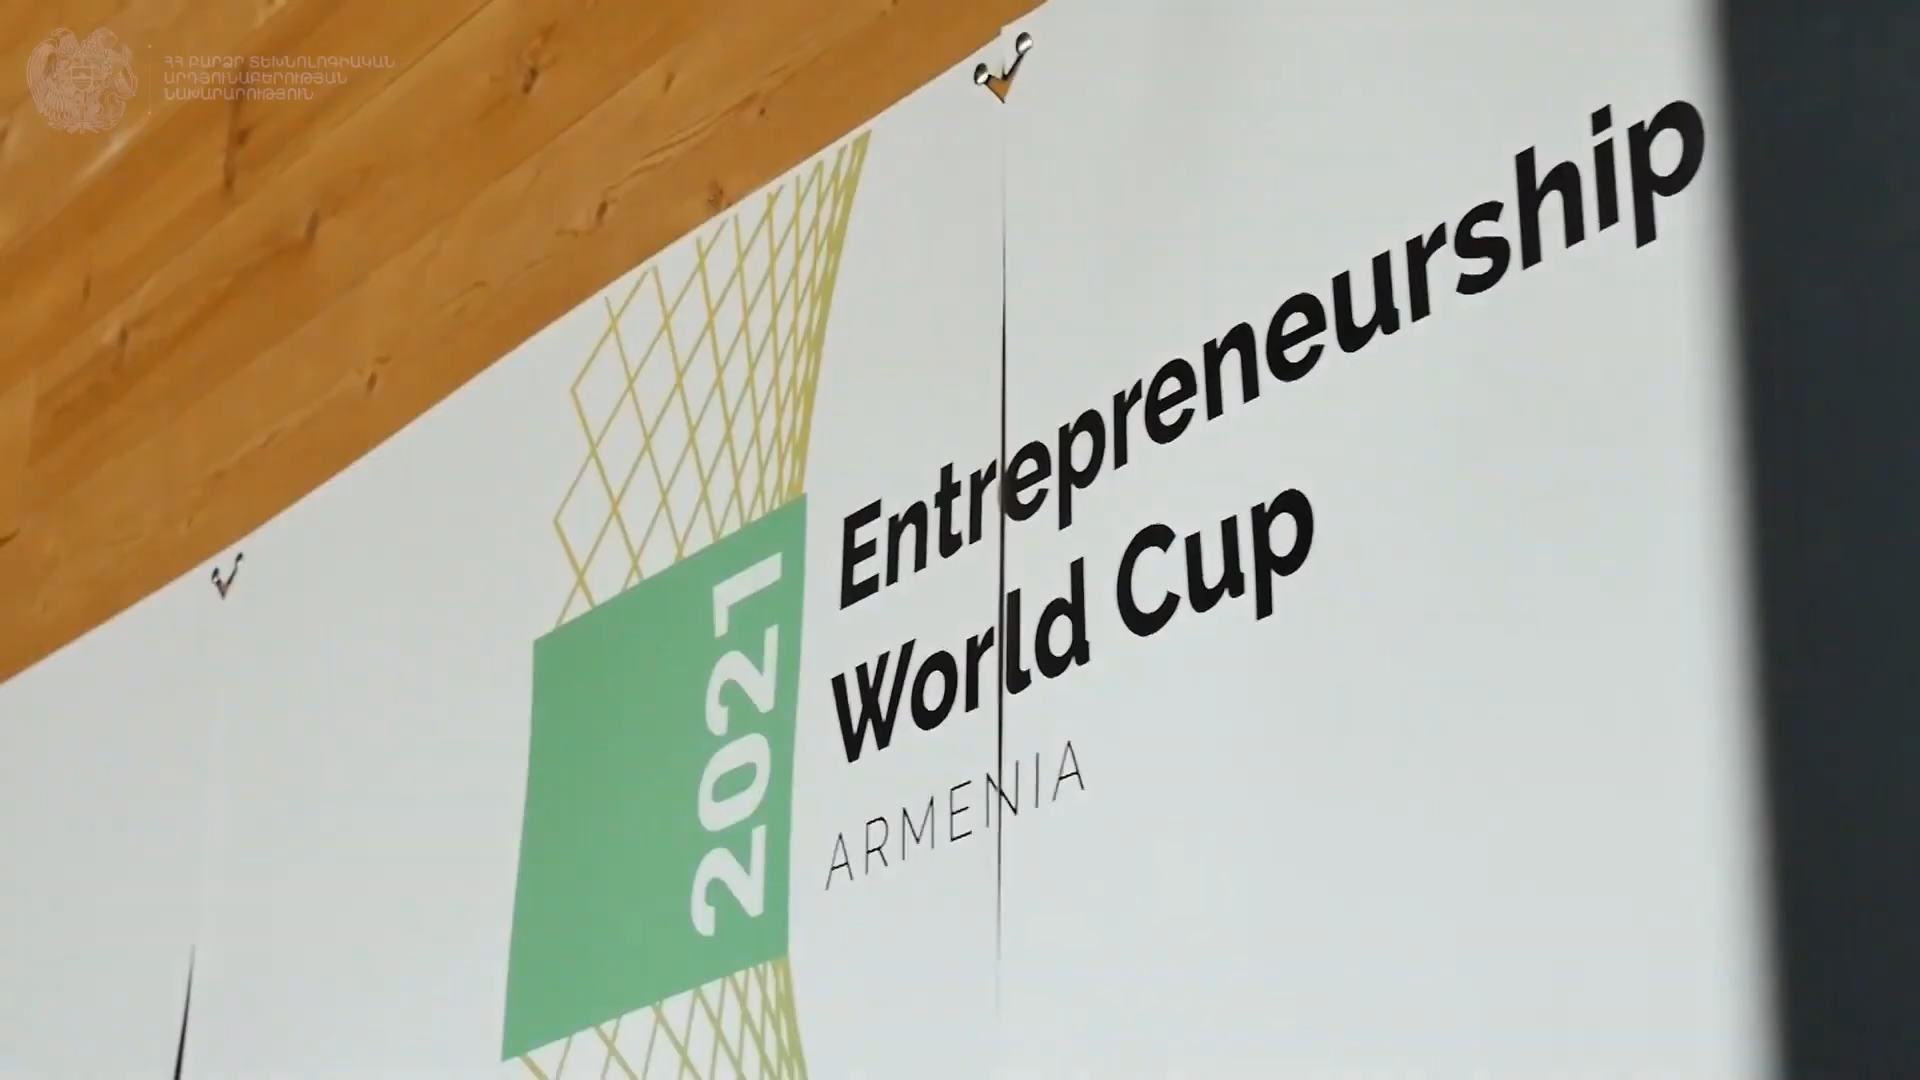 ՀՀ ԲԱՐՁՐ ՏԵԽՆՈԼՈԳԻԱԿԱՆ
ԱՐԴՅՈՒՆԱԲԵՐՈՒԹՅԱՆ
ՆԱԽԱՐԱՐՈՒԹՅՈՒՆ
2021
Entrepreneurship
World Cup
ARMENIA